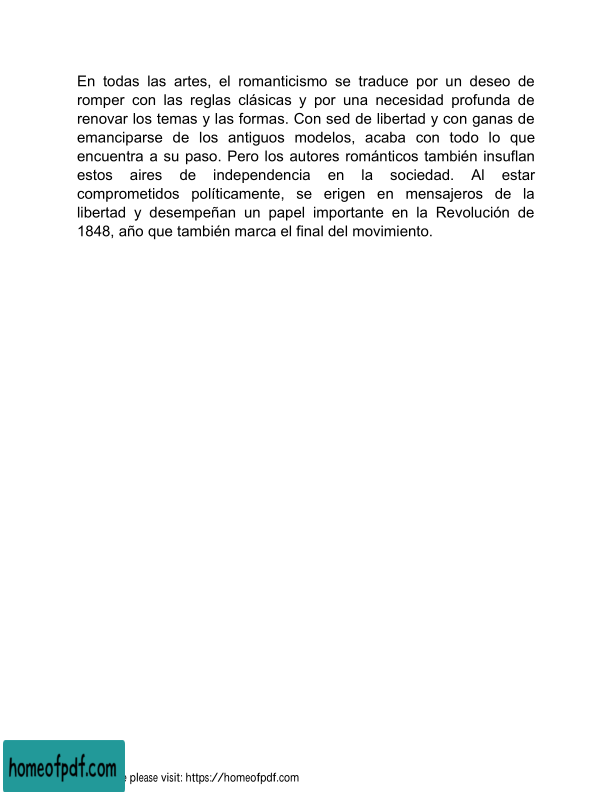 En todas las artes, el romanticismo se traduce por un deseo de
romper con las reglas clásicas y por una necesidad profunda de
renovar los temas y las formas. Con sed de libertad y con ganas de
emanciparse de los antiguos modelos, acaba con todo lo que
encuentra a su paso. Pero los autores románticos también insuflan
estos aires de independencia en la sociedad. Al estar
comprometidos políticamente, se erigen en mensajeros de la
libertad y desempeñan un papel importante en la Revolución de
1848, año que también marca el final del movimiento.
homeofpdf.com
please visit: https://homeofpdf.com